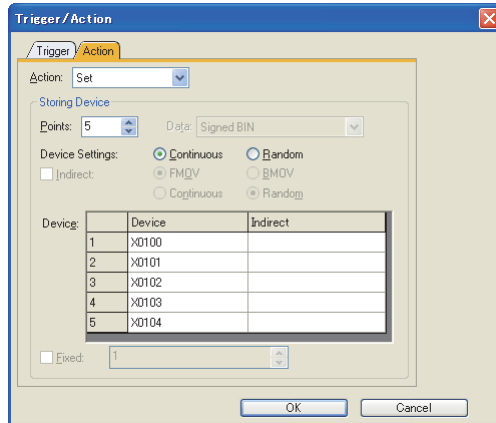 Trigger/Action
Trigger Action
Action: Set
Storing Device
Points: 5 Data: Signed BIN
Device Settings: Continuous Random
Indirect: FMOV BMOV
Continuous Random
Device: Device Indirect
1 X0100
2 X0101
3 X0102
4 X0103
5 X0104
Fixed: 1
OK Cancel